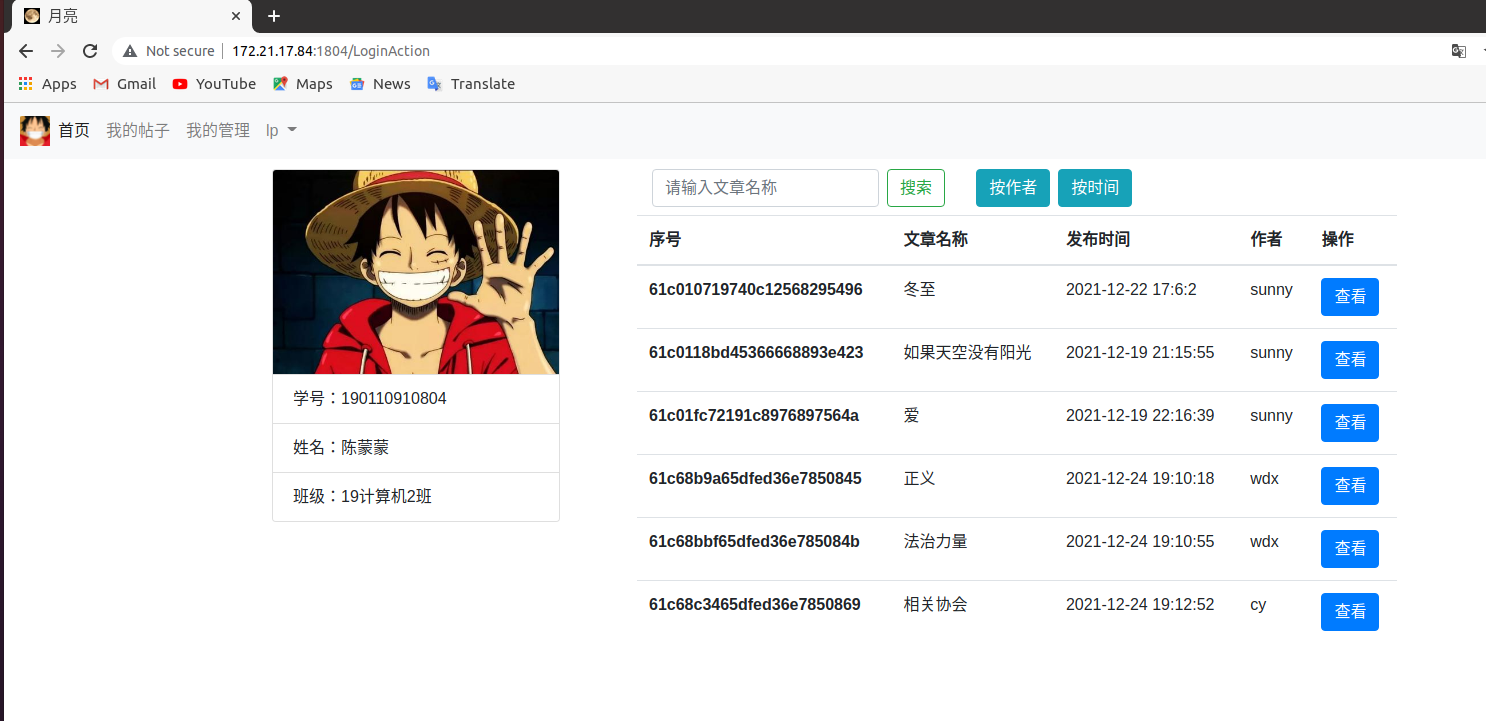 月亮
Not secure 172.21.17.84:1804/LoginAction
Apps Gmail YouTube Maps News Translate
首页 我的帖子 我的管理 lp
请输入文章名称 搜索 按作者 按时间
序号 文章名称 发布时间 作者 操作
61c010719740c12568295496 冬至 2021-12-22 17:6:2 sunny 查看
61c0118bd45366668893e423 如果天空没有阳光 2021-12-19 21:15:55 sunny 查看
61c01fc72191c8976897564a 爱 2021-12-19 22:16:39 sunny 查看
61c68b9a65dfed36e7850845 正义 2021-12-24 19:10:18 wdx 查看
61c68bbf65dfed36e785084b 法治力量 2021-12-24 19:10:55 wdx 查看
61c68c3465dfed36e7850869 相关协会 2021-12-24 19:12:52 cy 查看
学号：190110910804
姓名：陈蒙蒙
班级：19计算机2班